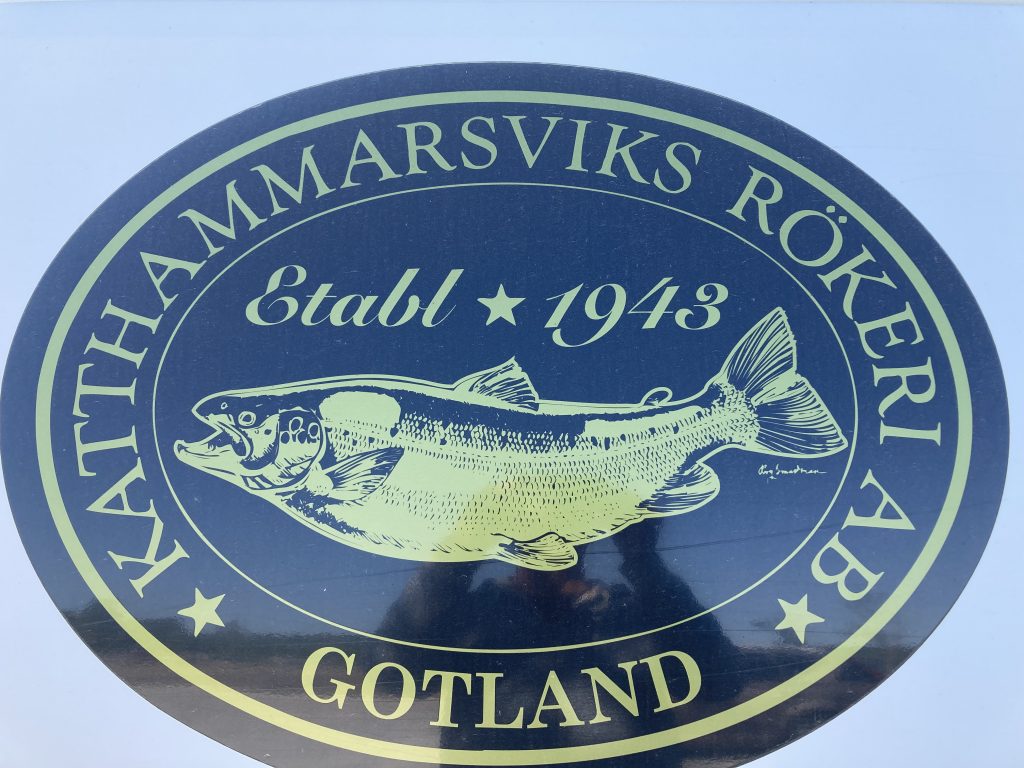 KATTHAMMARSVIKS RÖKERI AB
Etabl ★ 1943
GOTLAND